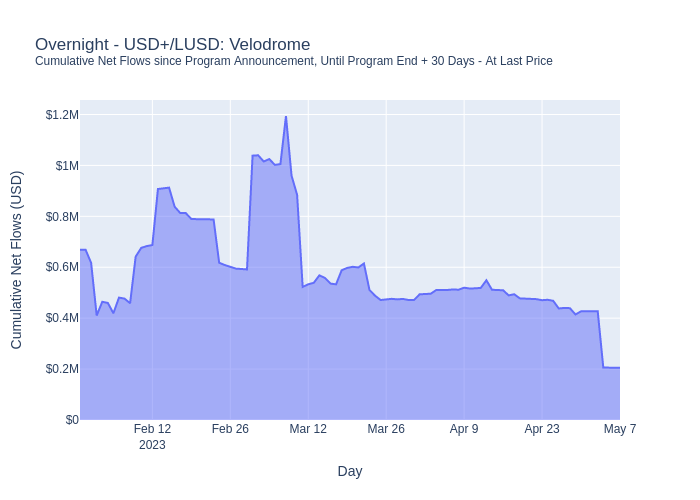 Overnight - USD+/LUSD: Velodrome
Cumulative Net Flows since Program Announcement, Until Program End + 30 Days - At Last Price
Cumulative Net Flows (USD)
$1.2M
$1M
$0.8M
$0.6M
$0.4M
$0.2M
$0
Feb 12 Feb 26 Mar 12 Mar 26 Apr 9 Apr 23 May 7
2023
Day